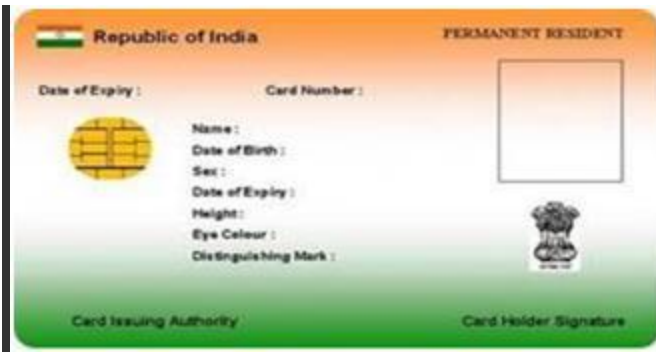 Republic of India
PERMANENT RESIDENT
Date of Expiry :
Card Number :
Name :
Date of Birth :
Sex :
Date of Expiry :
Height :
Eye Colour :
Distinguishing Mark :
Card Issuing Authority
Card Holder Signature